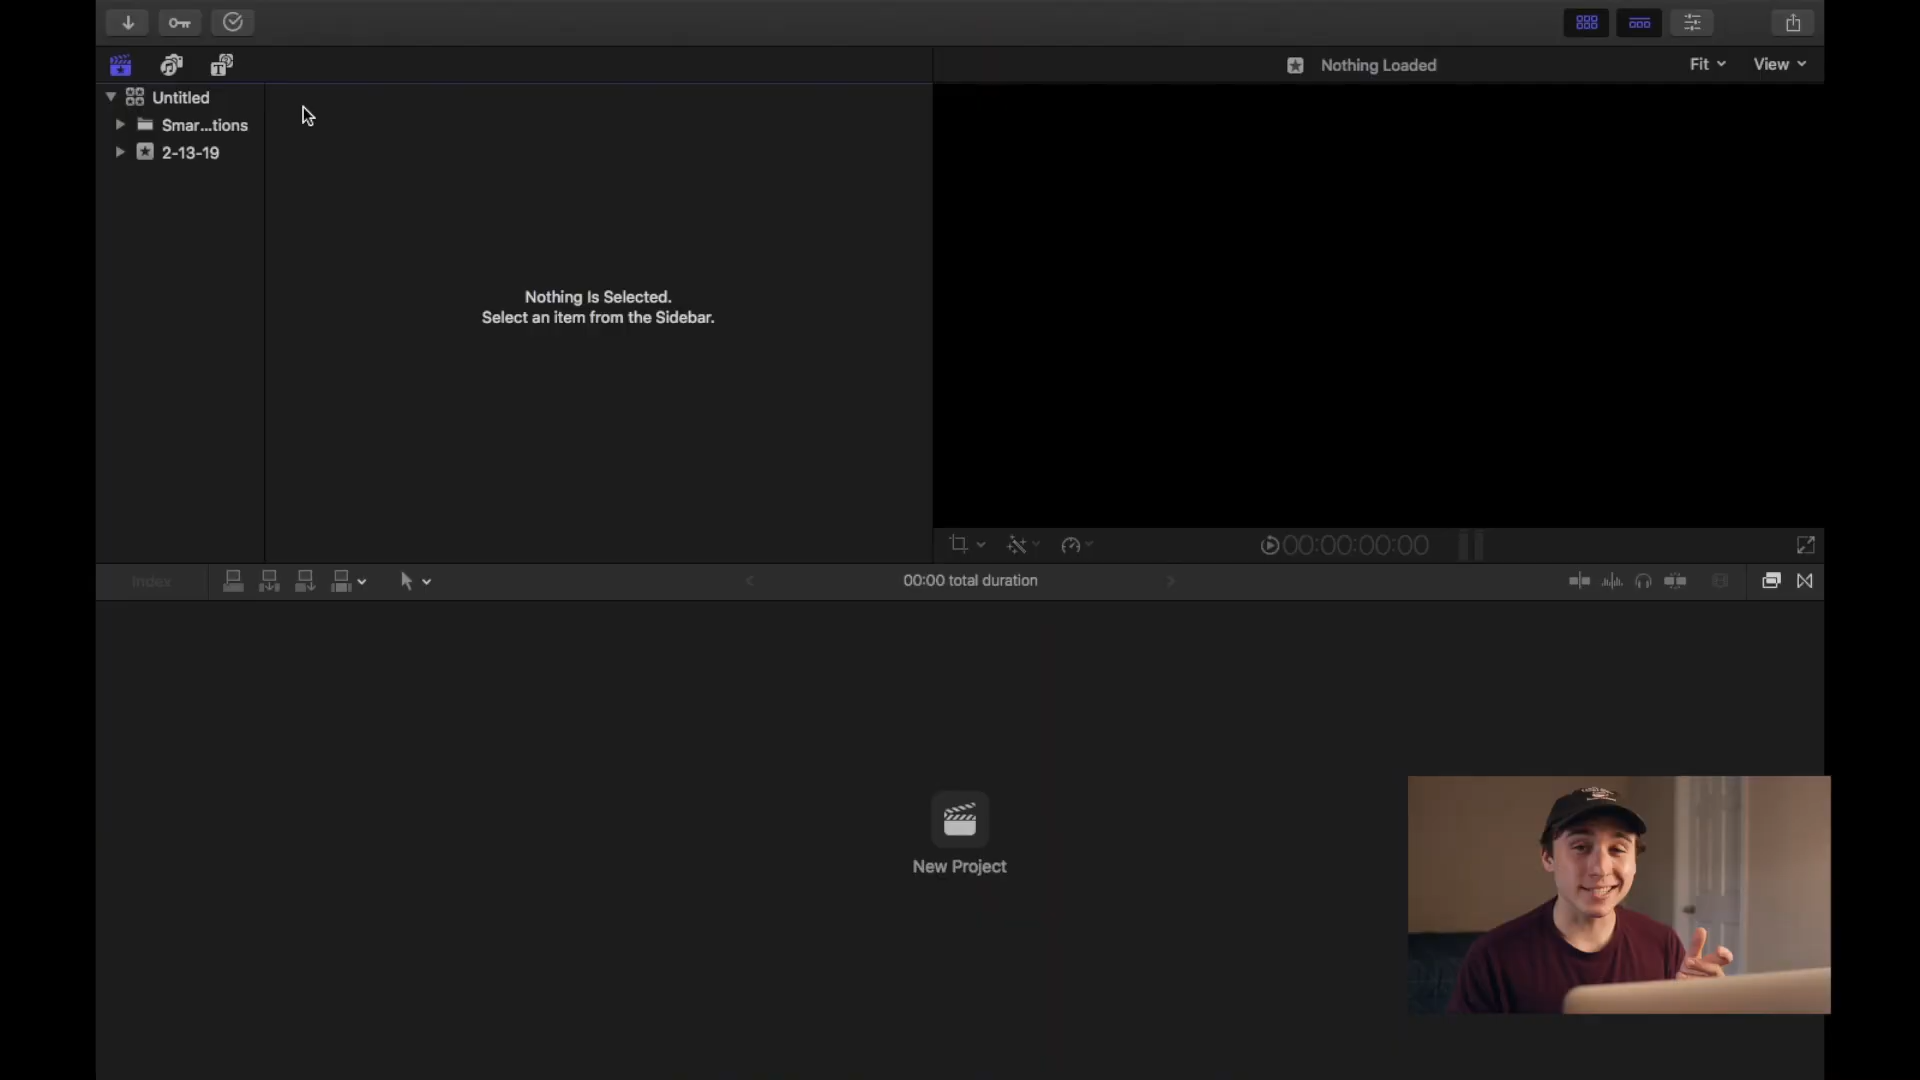 Nothing Loaded
Fit
View
Untitled
Smar...tions
2-13-19
Nothing Is Selected.
Select an item from the Sidebar.
00:00:00:00
Index
00:00 total duration
New Project